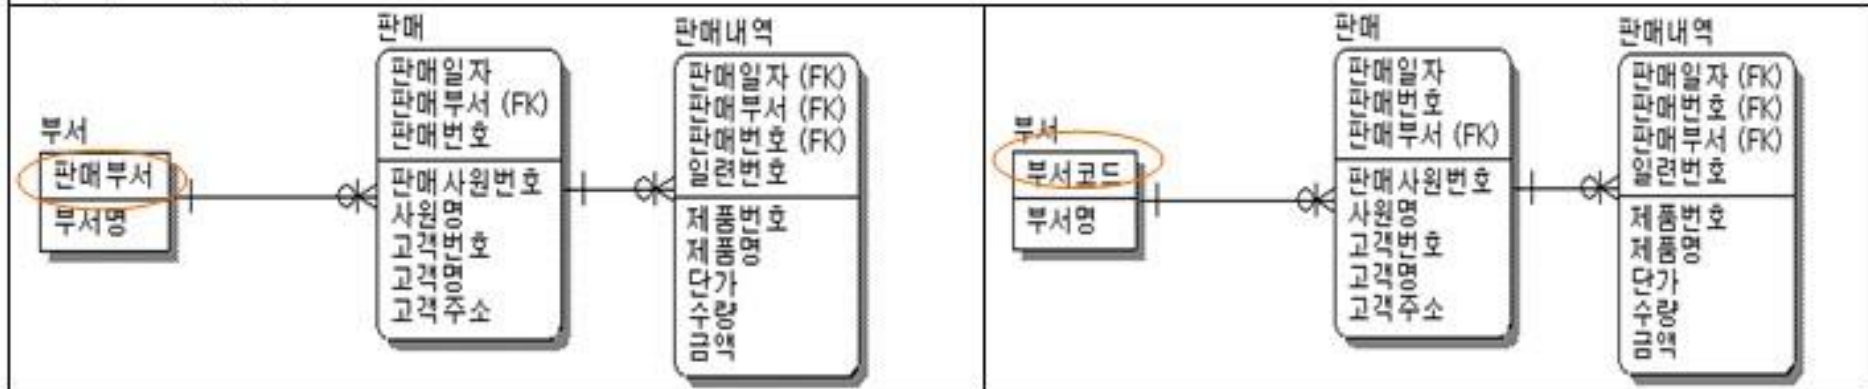 부서
판매부서
부서명
판매
판매일자
판매부서 (FK)
판매번호
판매사원번호
사원명
고객번호
고객명
고객주소
판매내역
판매일자 (FK)
판매부서 (FK)
판매번호 (FK)
일련번호
제품번호
제품명
단가
수량
금액
부서
부서코드
부서명
판매
판매일자
판매번호
판매부서 (FK)
판매사원번호
사원명
고객번호
고객명
고객주소
판매내역
판매일자 (FK)
판매번호 (FK)
판매부서 (FK)
일련번호
제품번호
제품명
단가
수량
금액